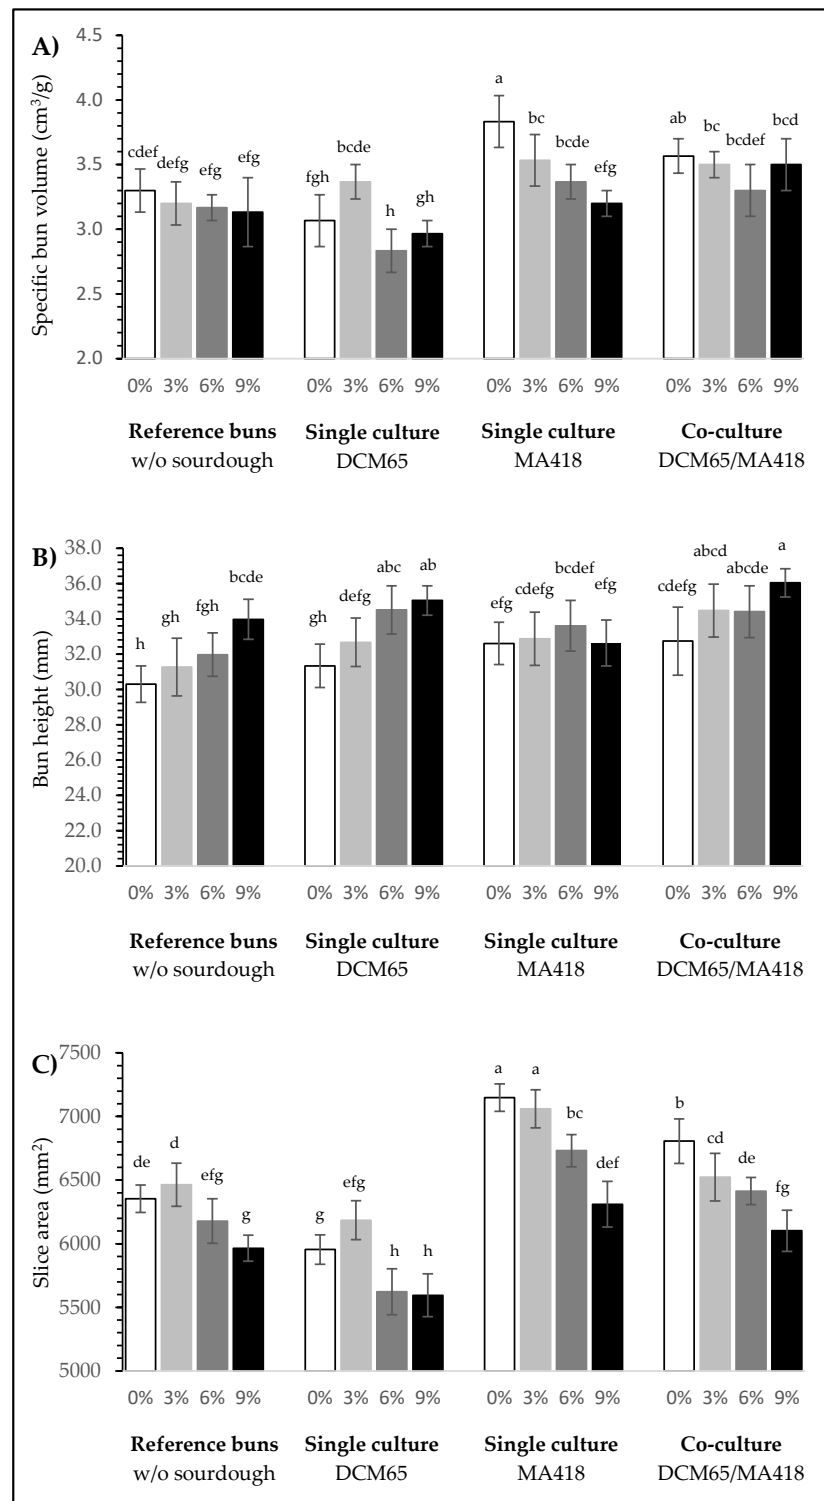 A)
Specific bun volume (cm³/g)
4.5
4.0
3.5
3.0
2.5
2.0
cdef defg efg efg
fgh bcde h gh
a bc bcde efg
ab bc bcdef bcd
0% 3% 6% 9% 0% 3% 6% 9% 0% 3% 6% 9% 0% 3% 6% 9%
Reference buns Single culture Single culture Co-culture
w/o sourdough DCM65 MA418 DCM65/MA418
B)
Bun height (mm)
38.0
36.0
34.0
32.0
30.0
28.0
26.0
24.0
22.0
20.0
h gh fgh bcde
gh defg abc ab
efg cdefg bcdef efg
cdefg abcd abcde a
0% 3% 6% 9% 0% 3% 6% 9% 0% 3% 6% 9% 0% 3% 6% 9%
Reference buns Single culture Single culture Co-culture
w/o sourdough DCM65 MA418 DCM65/MA418
C)
Slice area (mm²)
7500
7000
6500
6000
5500
5000
de d efg g
g efg h h
a a bc def
b cd de fg
0% 3% 6% 9% 0% 3% 6% 9% 0% 3% 6% 9% 0% 3% 6% 9%
Reference buns Single culture Single culture Co-culture
w/o sourdough DCM65 MA418 DCM65/MA418